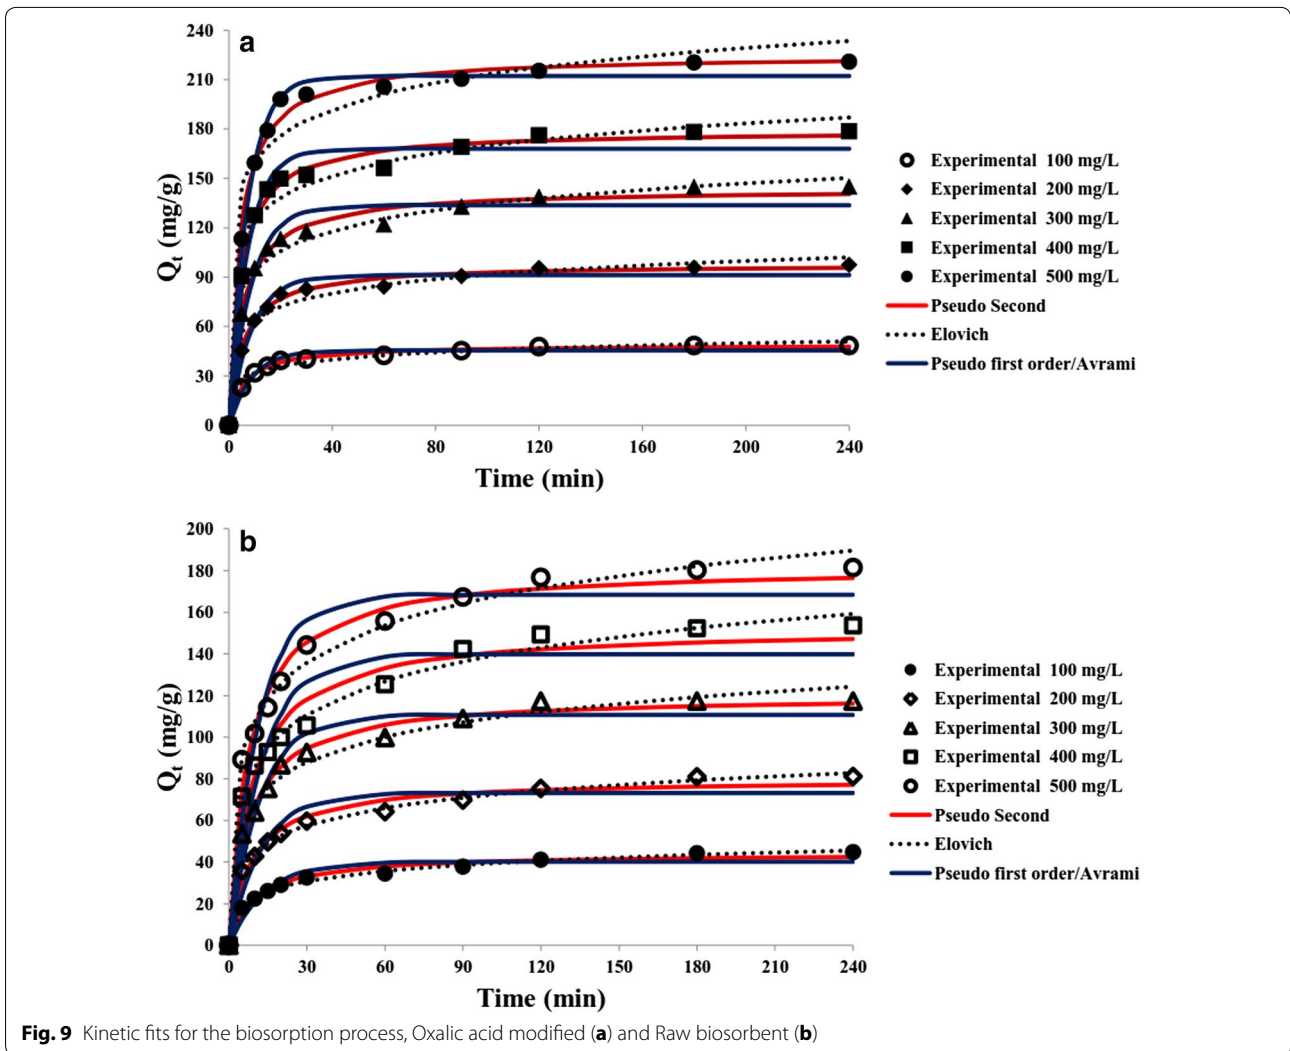 a
240
210
180
150
120
90
60
30
0
Qt (mg/g)
0 40 80 120 160 200 240
Time (min)
Experimental 100 mg/L
Experimental 200 mg/L
Experimental 300 mg/L
Experimental 400 mg/L
Experimental 500 mg/L
Pseudo Second
Elovich
Pseudo first order/Avrami
b
200
180
160
140
120
100
80
60
40
20
0
Qt (mg/g)
0 30 60 90 120 150 180 210 240
Time (min)
Experimental 100 mg/L
Experimental 200 mg/L
Experimental 300 mg/L
Experimental 400 mg/L
Experimental 500 mg/L
Pseudo Second
Elovich
Pseudo first order/Avrami
Fig. 9 Kinetic fits for the biosorption process, Oxalic acid modified (a) and Raw biosorbent (b)